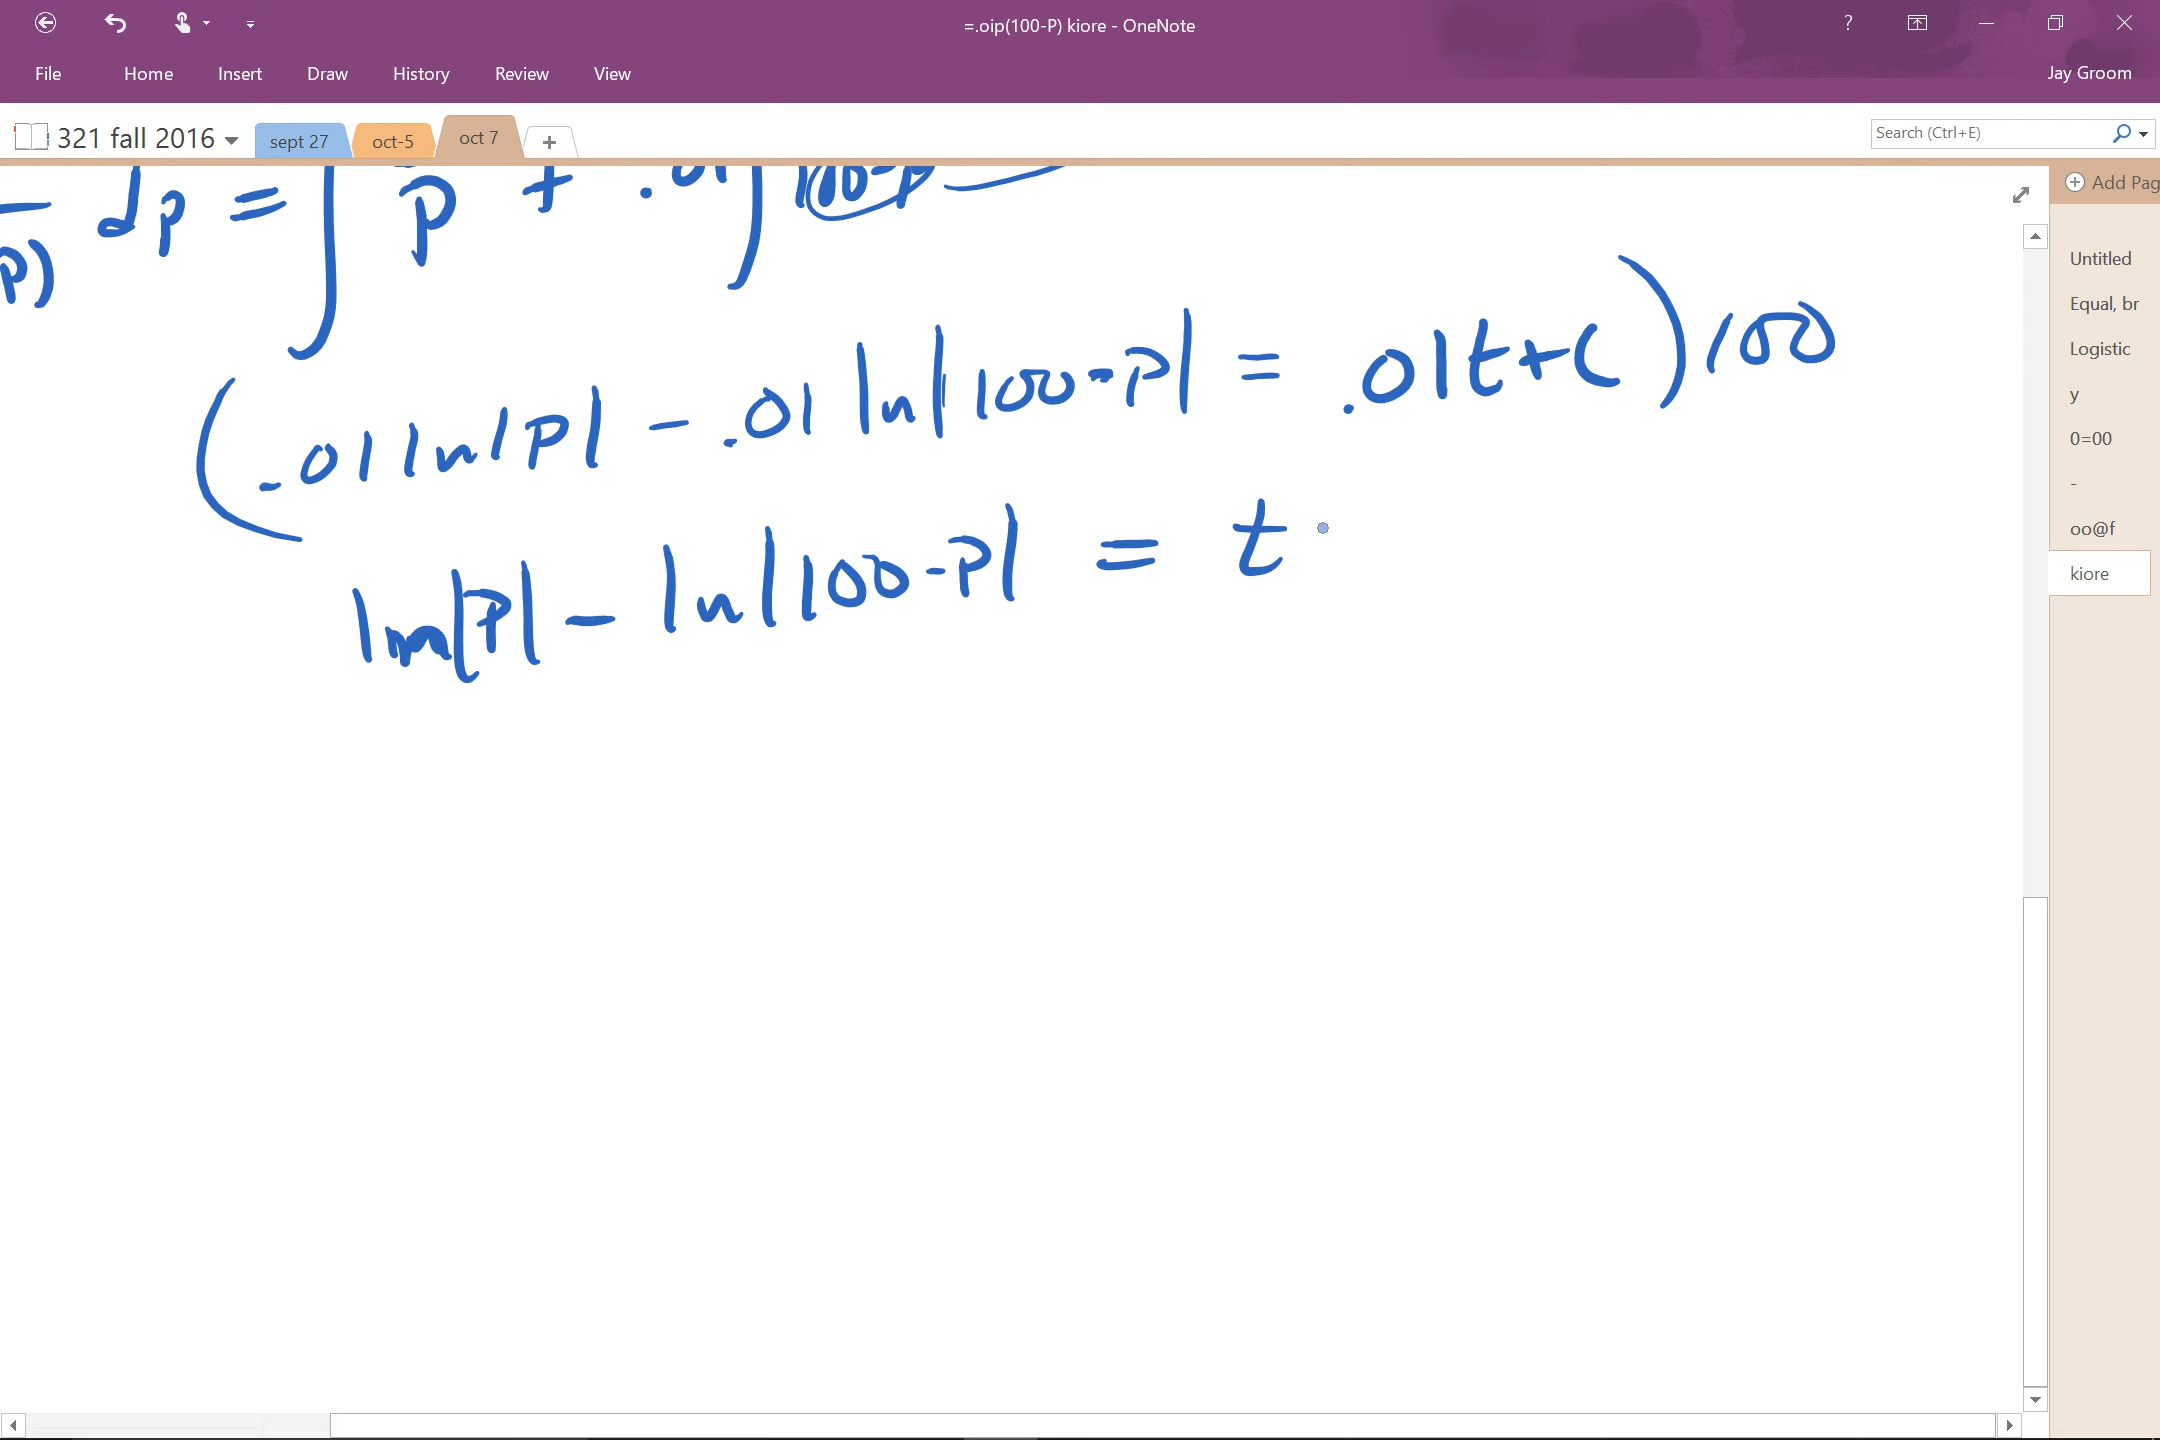 =.oip(100-P) kiore - OneNote
?
File Home Insert Draw History Review View
Jay Groom
321 fall 2016 sept 27 oct-5 oct 7 +
Search (Ctrl+E)
Add Pag
Untitled
Equal, br
Logistic
y
0=00
-
oo@f
kiore
P) dp = ∫ P + .01 ∫ 100-P
(.01 ln|P| - .01 ln|100-P| = .01t+C)100
ln|P| - ln|100-P| = t